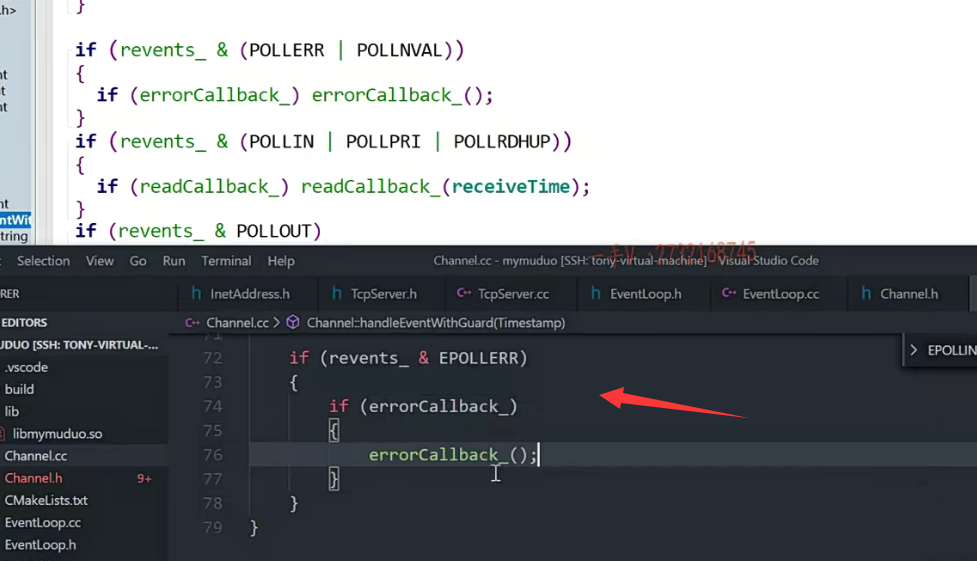 .h>
}
if (revents_ & (POLLERR | POLLNVAL))
{
if (errorCallback_) errorCallback_();
}
if (revents_ & (POLLIN | POLLPRI | POLLRDHUP))
{
if (readCallback_) readCallback_(receiveTime);
}
if (revents_ & POLLOUT)
nt
t
nt
nt
ntWit
tring
Selection View Go Run Terminal Help Channel.cc - mymuduo [SSH: tony-virtual-machine] - Visual Studio Code
RER InetAddress.h TcpServer.h TcpServer.cc EventLoop.h EventLoop.cc Channel.h
EDITORS Channel.cc > Channel::handleEventWithGuard(Timestamp)
UDUO [SSH: TONY-VIRTUAL-...
.vscode
build
lib
libmymuduo.so
Channel.cc
Channel.h 9+
CMakeLists.txt
EventLoop.cc
EventLoop.h
71
72 if (revents_ & EPOLLERR)
73 {
74 if (errorCallback_)
75 {
76 errorCallback_();
77 }
78 }
79 }
> EPOLLIN